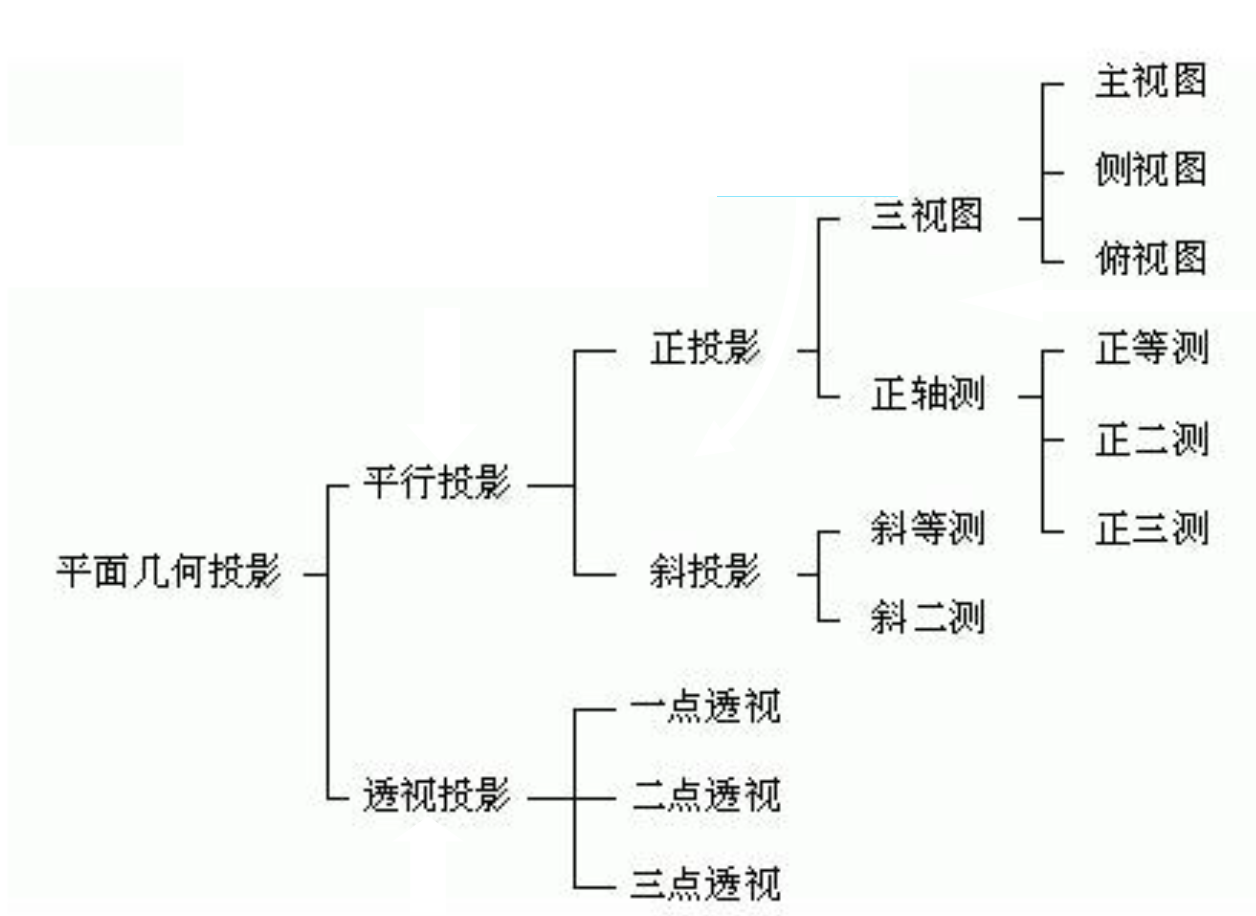 主视图
侧视图
三视图
俯视图
正投影
正等测
正轴测
正二测
平行投影
斜等测
正三测
平面几何投影
斜投影
斜二测
一点透视
透视投影
二点透视
三点透视